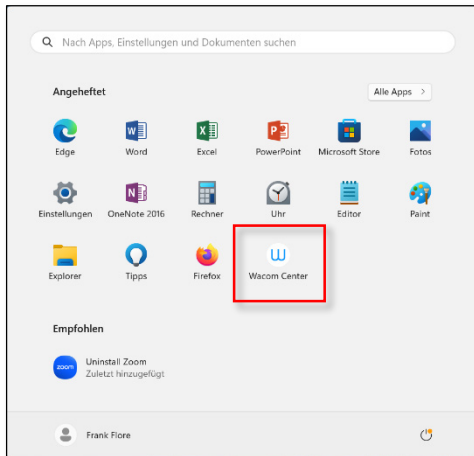 Nach Apps, Einstellungen und Dokumenten suchen
Angeheftet
Alle Apps
Edge
Word
Excel
PowerPoint
Microsoft Store
Fotos
Einstellungen
OneNote 2016
Rechner
Uhr
Editor
Paint
Explorer
Tipps
Firefox
Wacom Center
Empfohlen
zoom
Uninstall Zoom
Zuletzt hinzugefügt
Frank Flore